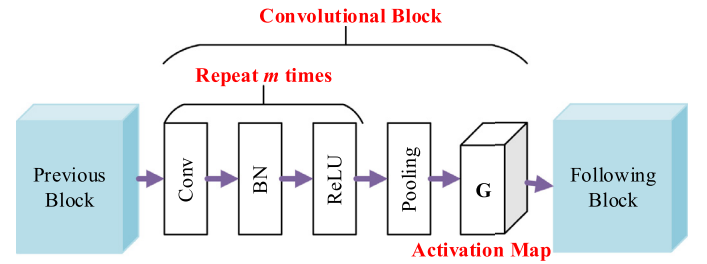 Convolutional Block
Repeat m times
Previous
Block
Conv
BN
ReLU
Pooling
G
Following
Block
Activation Map